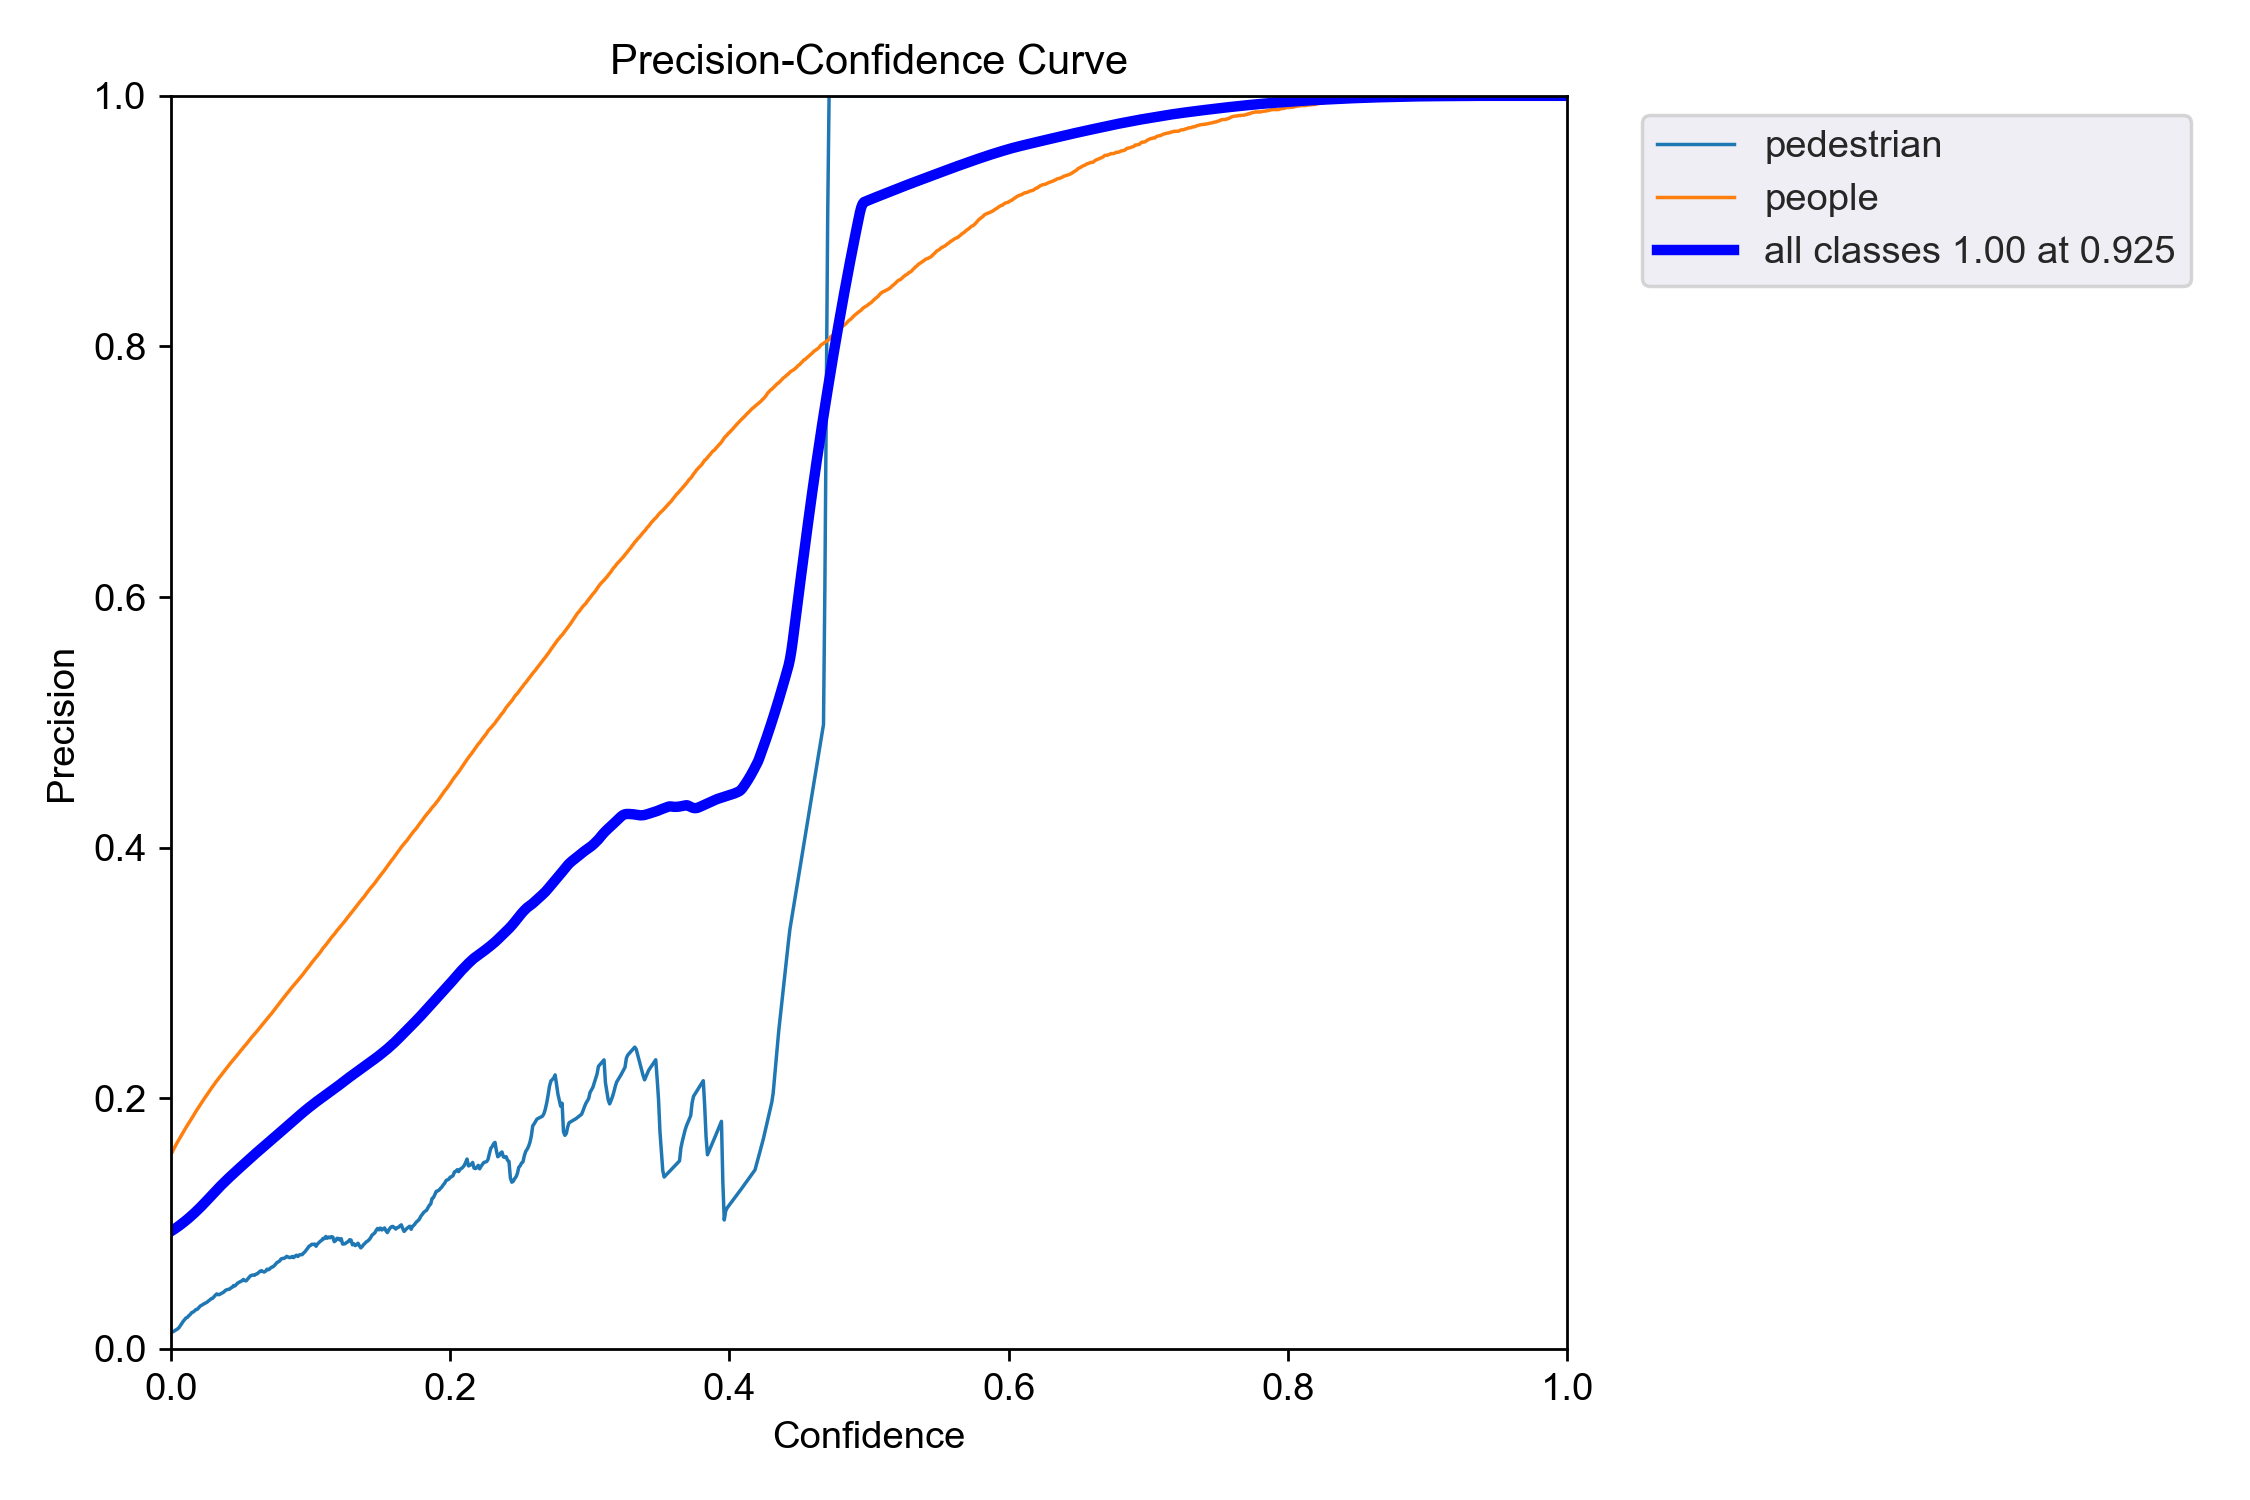 Precision-Confidence Curve
1.0
0.8
0.6
0.4
0.2
0.0
Precision
0.0 0.2 0.4 0.6 0.8 1.0
Confidence
pedestrian
people
all classes 1.00 at 0.925